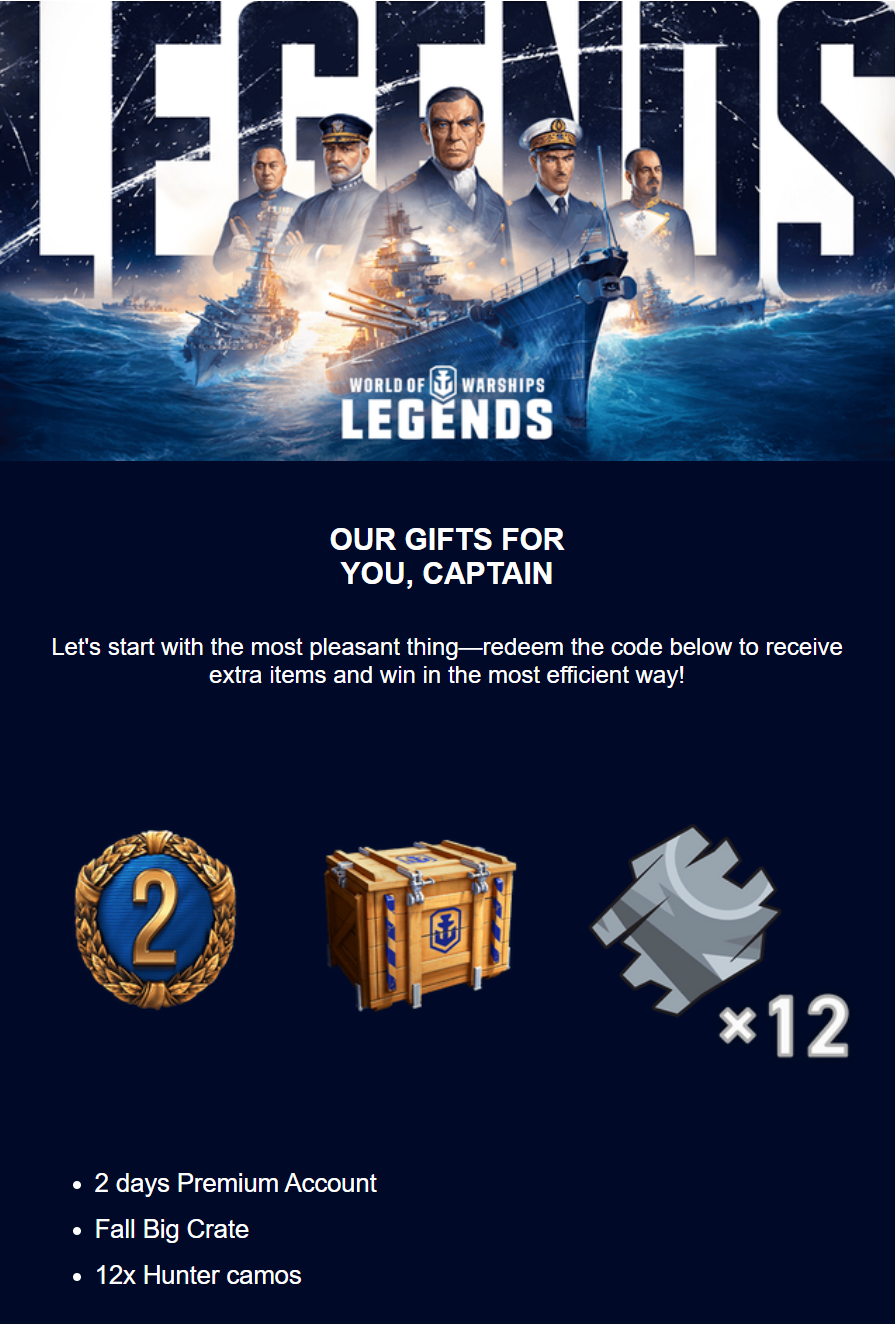 LEGENDS
WORLD OF WARSHIPS
LEGENDS
OUR GIFTS FOR
YOU, CAPTAIN
Let's start with the most pleasant thing—redeem the code below to receive
extra items and win in the most efficient way!
2
×12
• 2 days Premium Account
• Fall Big Crate
• 12x Hunter camos